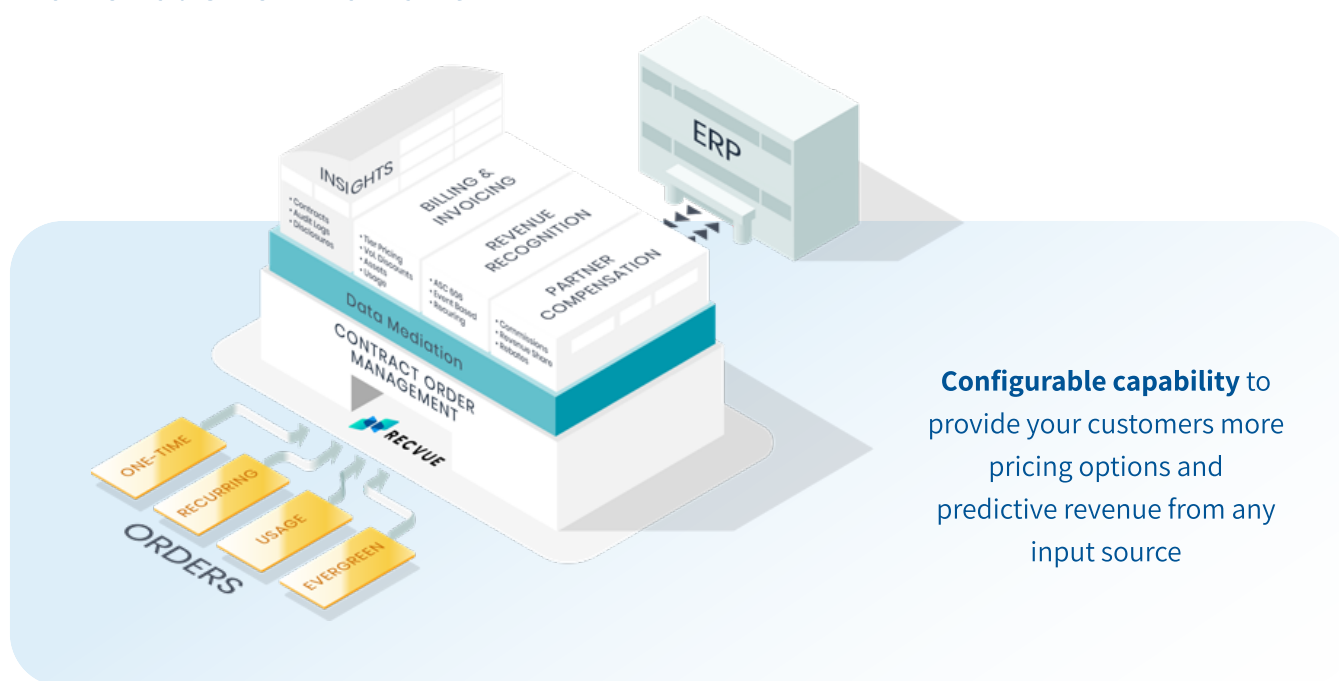 INSIGHTS
• Contracts
• Audit Logs
• Disclosures
BILLING &
INVOICING
• Tier Pricing
• Vol. Discounts
• Assets
• Usage
REVENUE
RECOGNITION
• ASC 606
• Event Based
• Recuring
PARTNER
COMPENSATION
• Commissions
• Revenue Share
• Rebates
ERP
Data Mediation
CONTRACT ORDER
MANAGEMENT
RECVUE
ONE-TIME
RECURRING
USAGE
EVERGREEN
ORDERS
Configurable capability to
provide your customers more
pricing options and
predictive revenue from any
input source